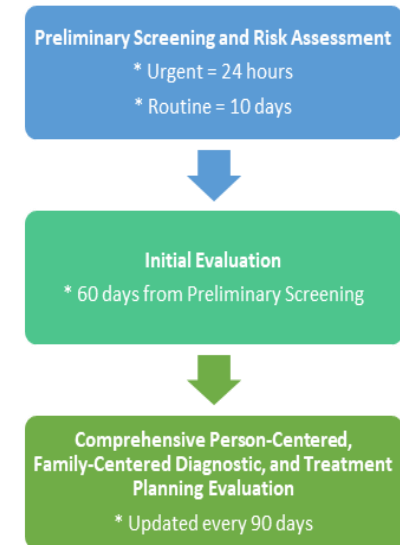 Preliminary Screening and Risk Assessment
* Urgent = 24 hours
* Routine = 10 days
Initial Evaluation
* 60 days from Preliminary Screening
Comprehensive Person-Centered,
Family-Centered Diagnostic, and Treatment
Planning Evaluation
* Updated every 90 days